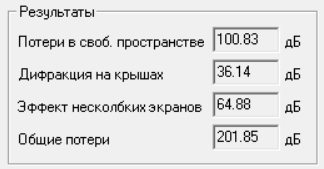 Результаты
Потери в своб. пространстве 100.83 дБ
Дифракция на крышах 36.14 дБ
Эффект несколбких экранов 64.88 дБ
Общие потери 201.85 дБ